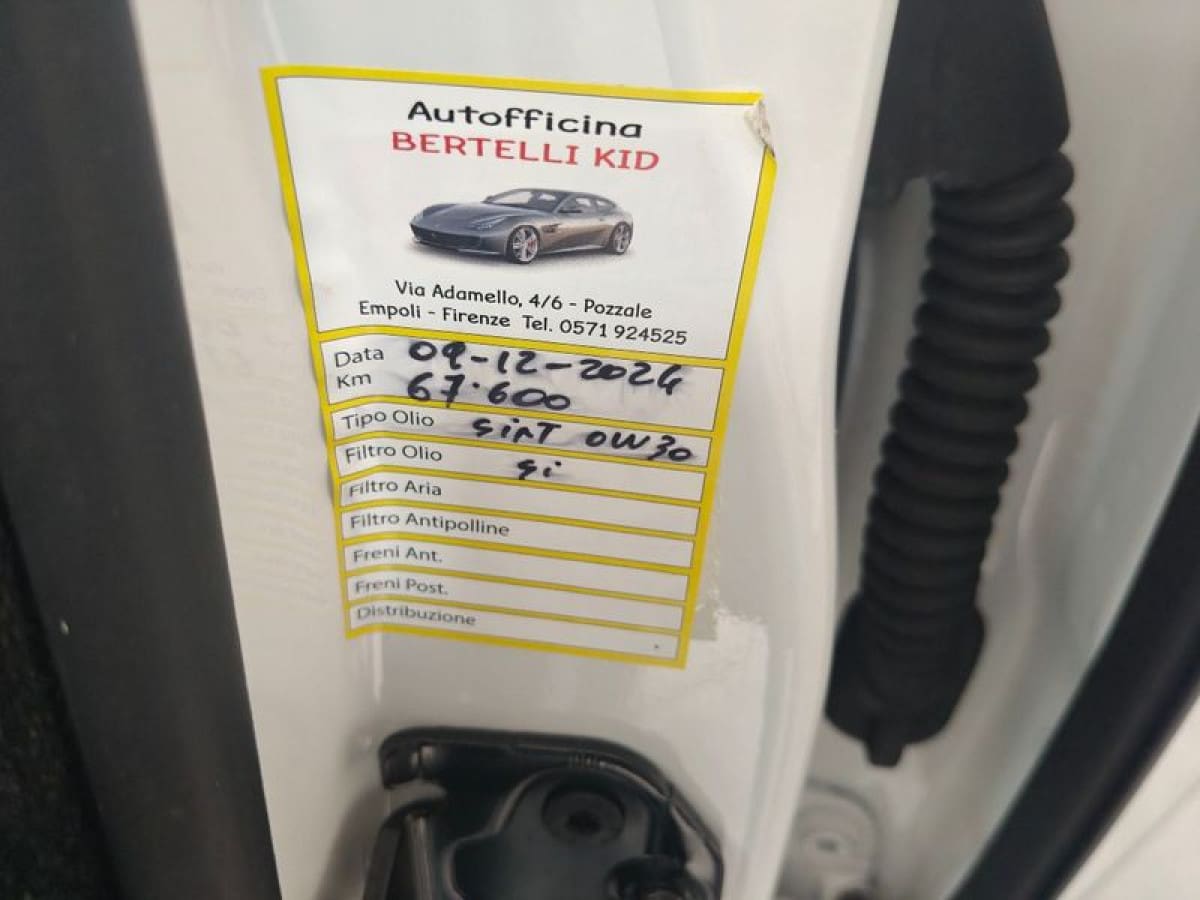 Autofficina
BERTELLI KID
Via Adamello, 4/6 - Pozzale
Empoli - Firenze Tel. 0571 924525
Data 09-12-2024
Km 67.600
Tipo Olio 0W30
Filtro Olio si
Filtro Aria
Filtro Antipolline
Freni Ant.
Freni Post.
Distribuzione